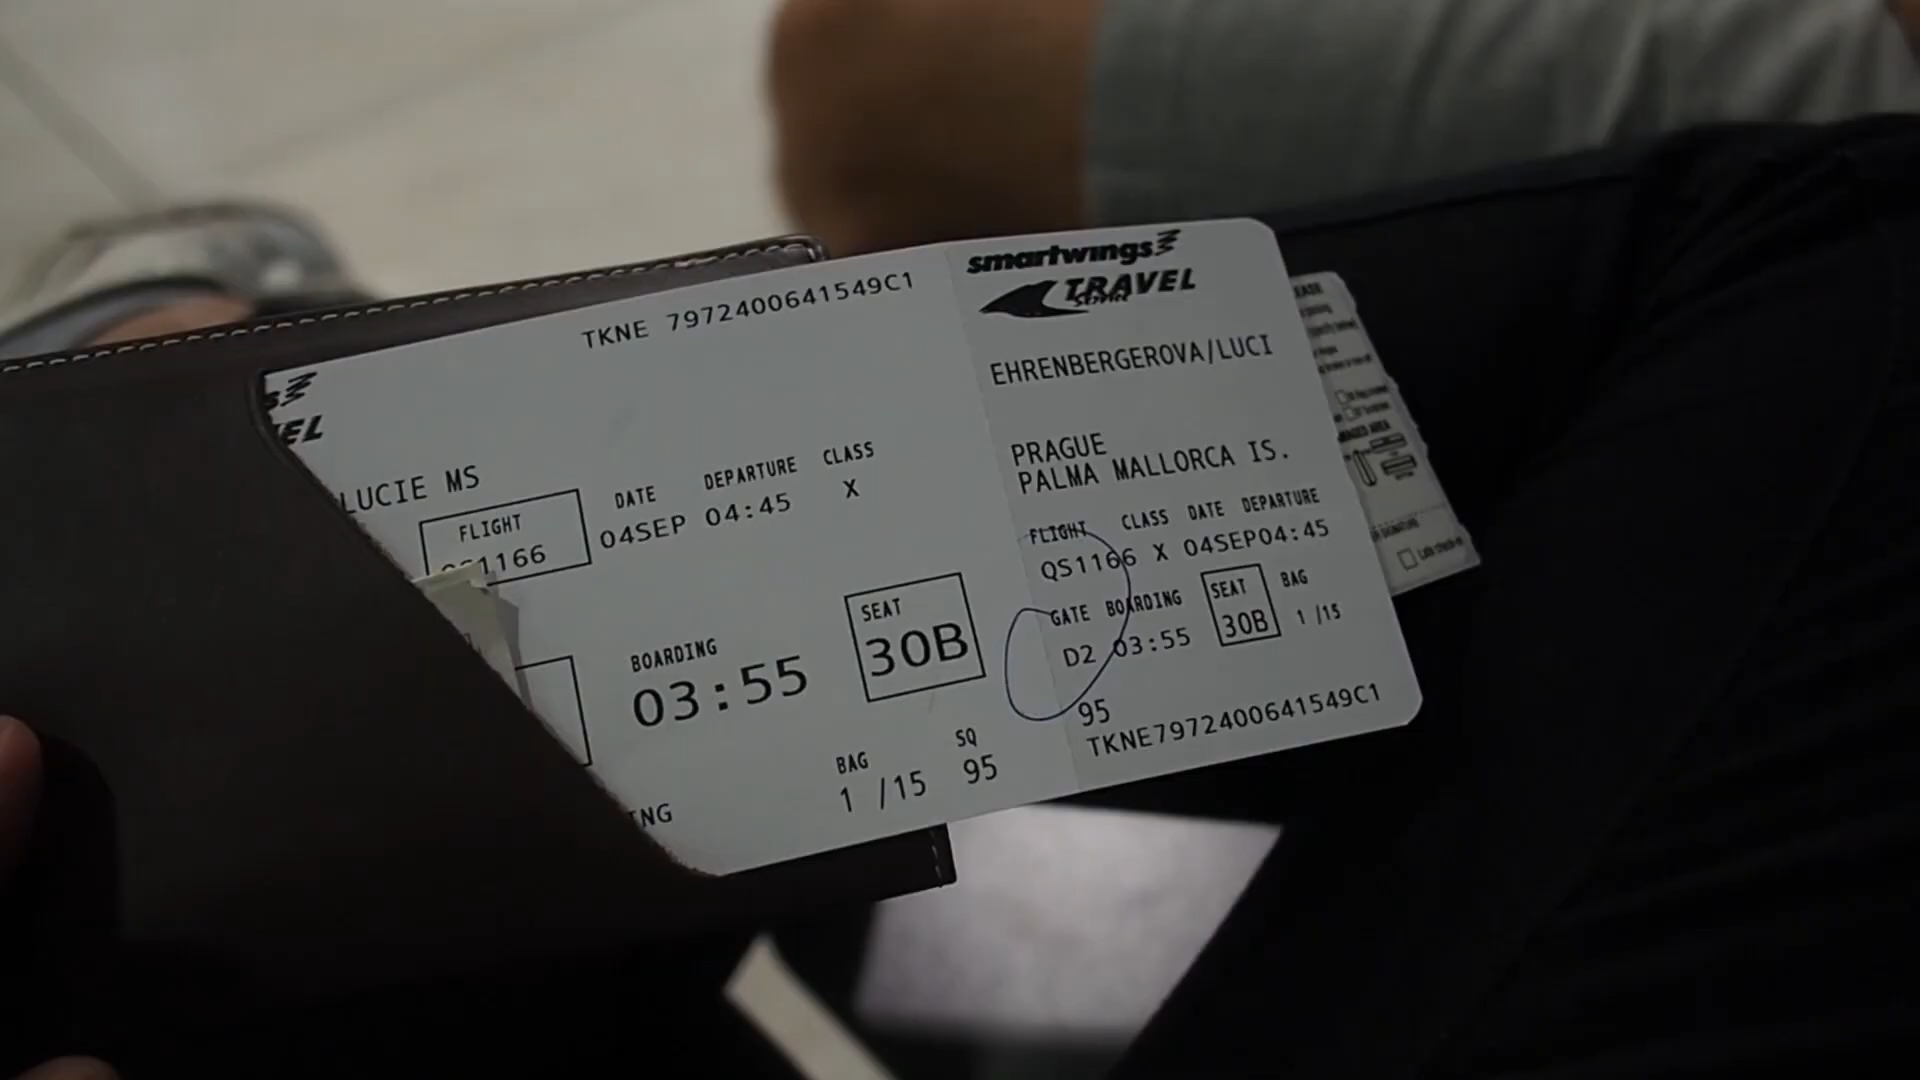 TKNE 7972400641549C1
LUCIE MS
FLIGHT
QS1166
DATE
04SEP
DEPARTURE
04:45
CLASS
X
BOARDING
03:55
SEAT
30B
BAG
1 /15
SQ
95
smartwings
TRAVEL
SERVICE
EHRENBERGEROVA/LUCI
PRAGUE
PALMA MALLORCA IS.
FLIGHT CLASS DATE DEPARTURE
QS1166 X 04SEP04:45
GATE BOARDING SEAT BAG
D2 03:55 30B 1 /15
95
TKNE7972400641549C1